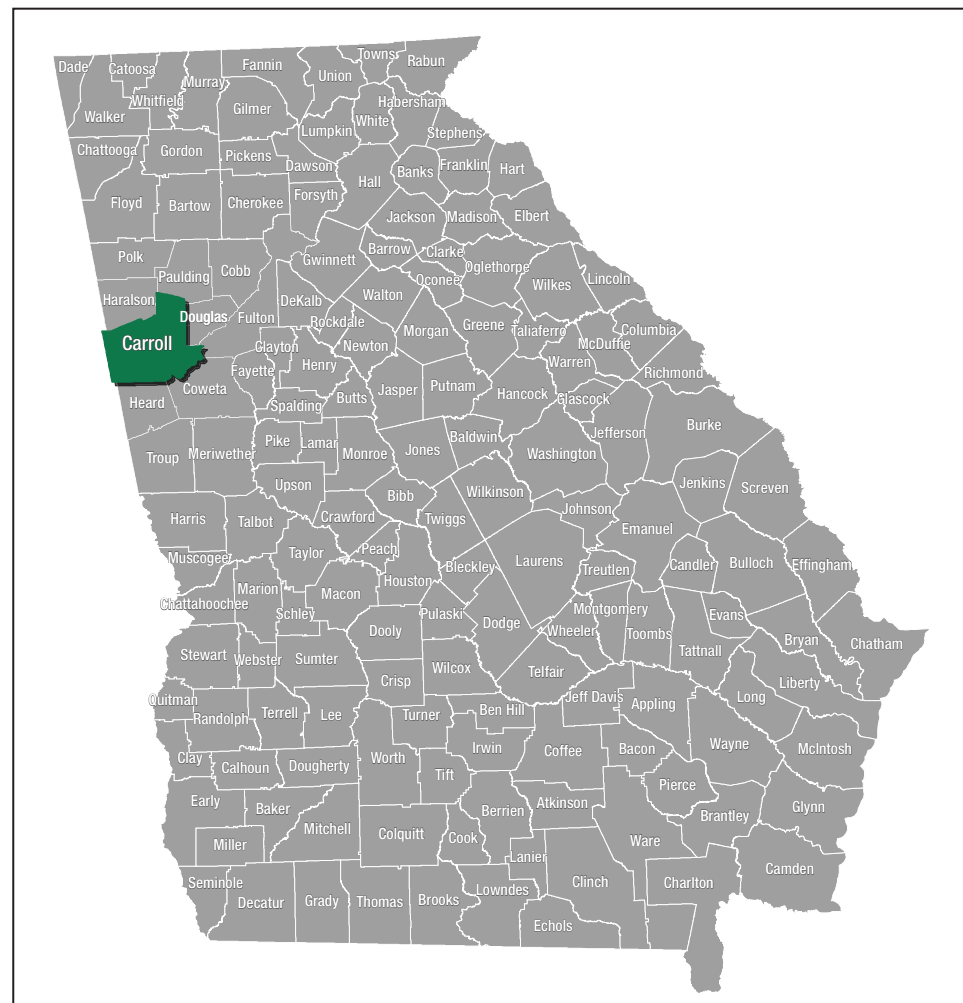 Towns
Rabun
Fannin
Dade
Catoosa
Union
Murray
Whitfield
Habersham
Gilmer
Walker
White
Lumpkin
Stephens
Chattooga
Gordon
Pickens
Dawson
Banks
Franklin
Hart
Hall
Forsyth
Floyd
Bartow
Cherokee
Jackson
Madison
Elbert
Barrow
Clarke
Polk
Gwinnett
Cobb
Oglethorpe
Paulding
Oconee
Wilkes
Lincoln
Walton
Haralson
DeKalb
Douglas
Fulton
Rockdale
Morgan
Greene
Taliaferro
Columbia
Carroll
Clayton
Newton
McDuffie
Warren
Henry
Fayette
Richmond
Coweta
Jasper
Putnam
Hancock
Butts
Glascock
Heard
Spalding
Burke
Jefferson
Baldwin
Pike
Lamar
Jones
Troup
Meriwether
Monroe
Washington
Upson
Jenkins
Screven
Bibb
Wilkinson
Johnson
Harris
Talbot
Crawford
Twiggs
Emanuel
Peach
Taylor
Muscogee
Laurens
Bleckley
Treutlen
Candler
Bulloch
Effingham
Houston
Marion
Macon
Chattahoochee
Schley
Pulaski
Montgomery
Evans
Dooly
Dodge
Wheeler
Toombs
Bryan
Chatham
Tattnall
Stewart
Webster
Sumter
Wilcox
Telfair
Crisp
Liberty
Quitman
Jeff Davis
Long
Appling
Randolph
Terrell
Lee
Turner
Ben Hill
Irwin
Coffee
Bacon
Wayne
McIntosh
Clay
Calhoun
Dougherty
Worth
Tift
Pierce
Early
Baker
Berrien
Atkinson
Glynn
Brantley
Mitchell
Colquitt
Cook
Ware
Miller
Lanier
Camden
Seminole
Clinch
Charlton
Lowndes
Decatur
Grady
Thomas
Brooks
Echols